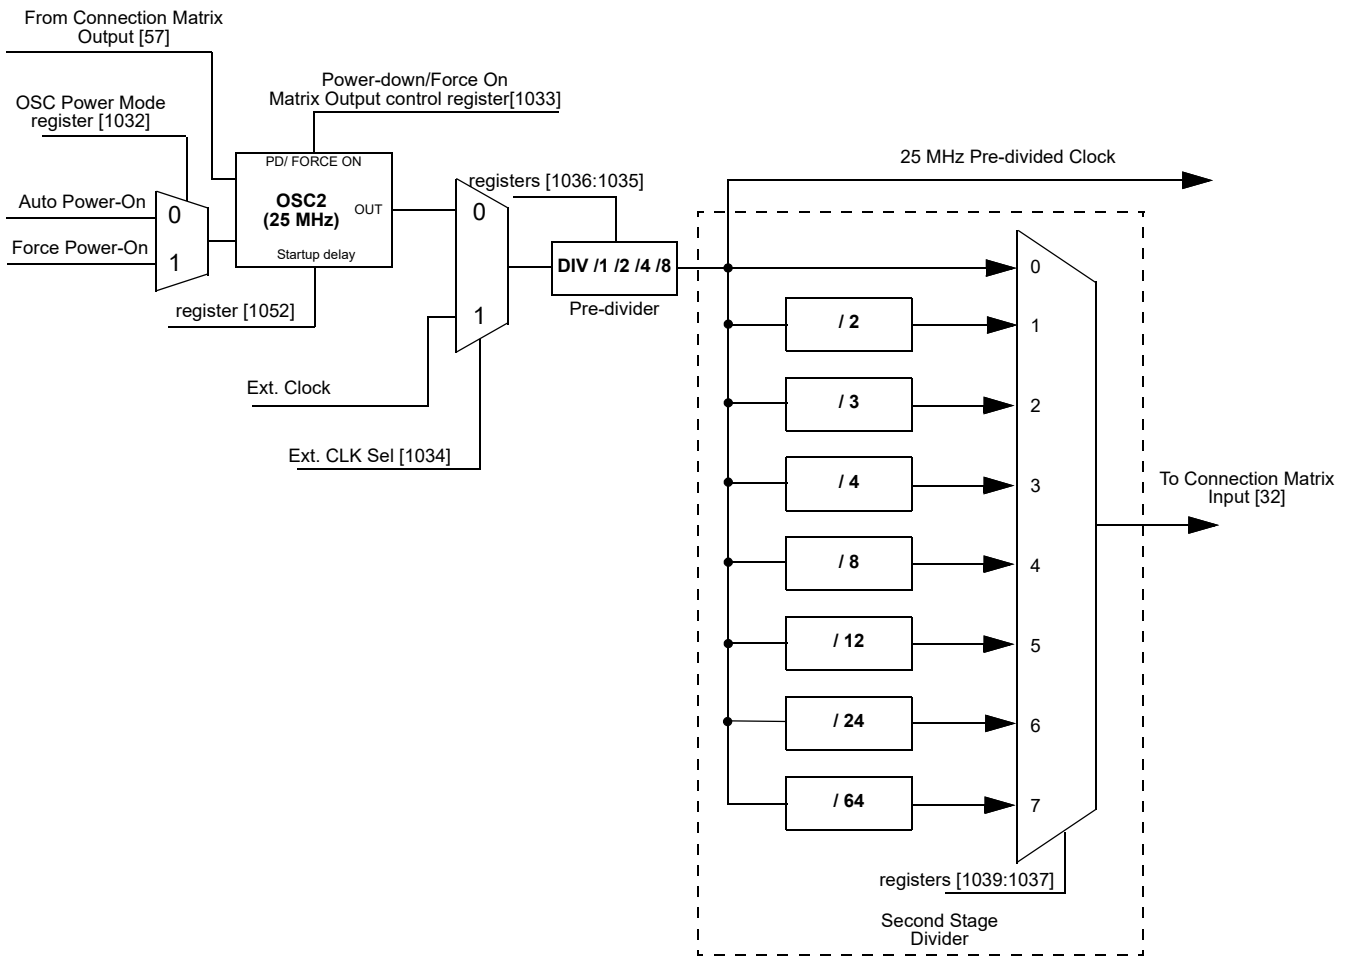 From Connection Matrix
Output [57]
OSC Power Mode
register [1032]
Power-down/Force On
Matrix Output control register[1033]
Auto Power-On
Force Power-On
0
1
PD/ FORCE ON
OSC2
(25 MHz)
OUT
Startup delay
register [1052]
0
1
Ext. Clock
Ext. CLK Sel [1034]
registers [1036:1035]
DIV /1 /2 /4 /8
Pre-divider
25 MHz Pre-divided Clock
0
/ 2
1
/ 3
2
/ 4
3
/ 8
4
/ 12
5
/ 24
6
/ 64
7
To Connection Matrix
Input [32]
registers [1039:1037]
Second Stage
Divider